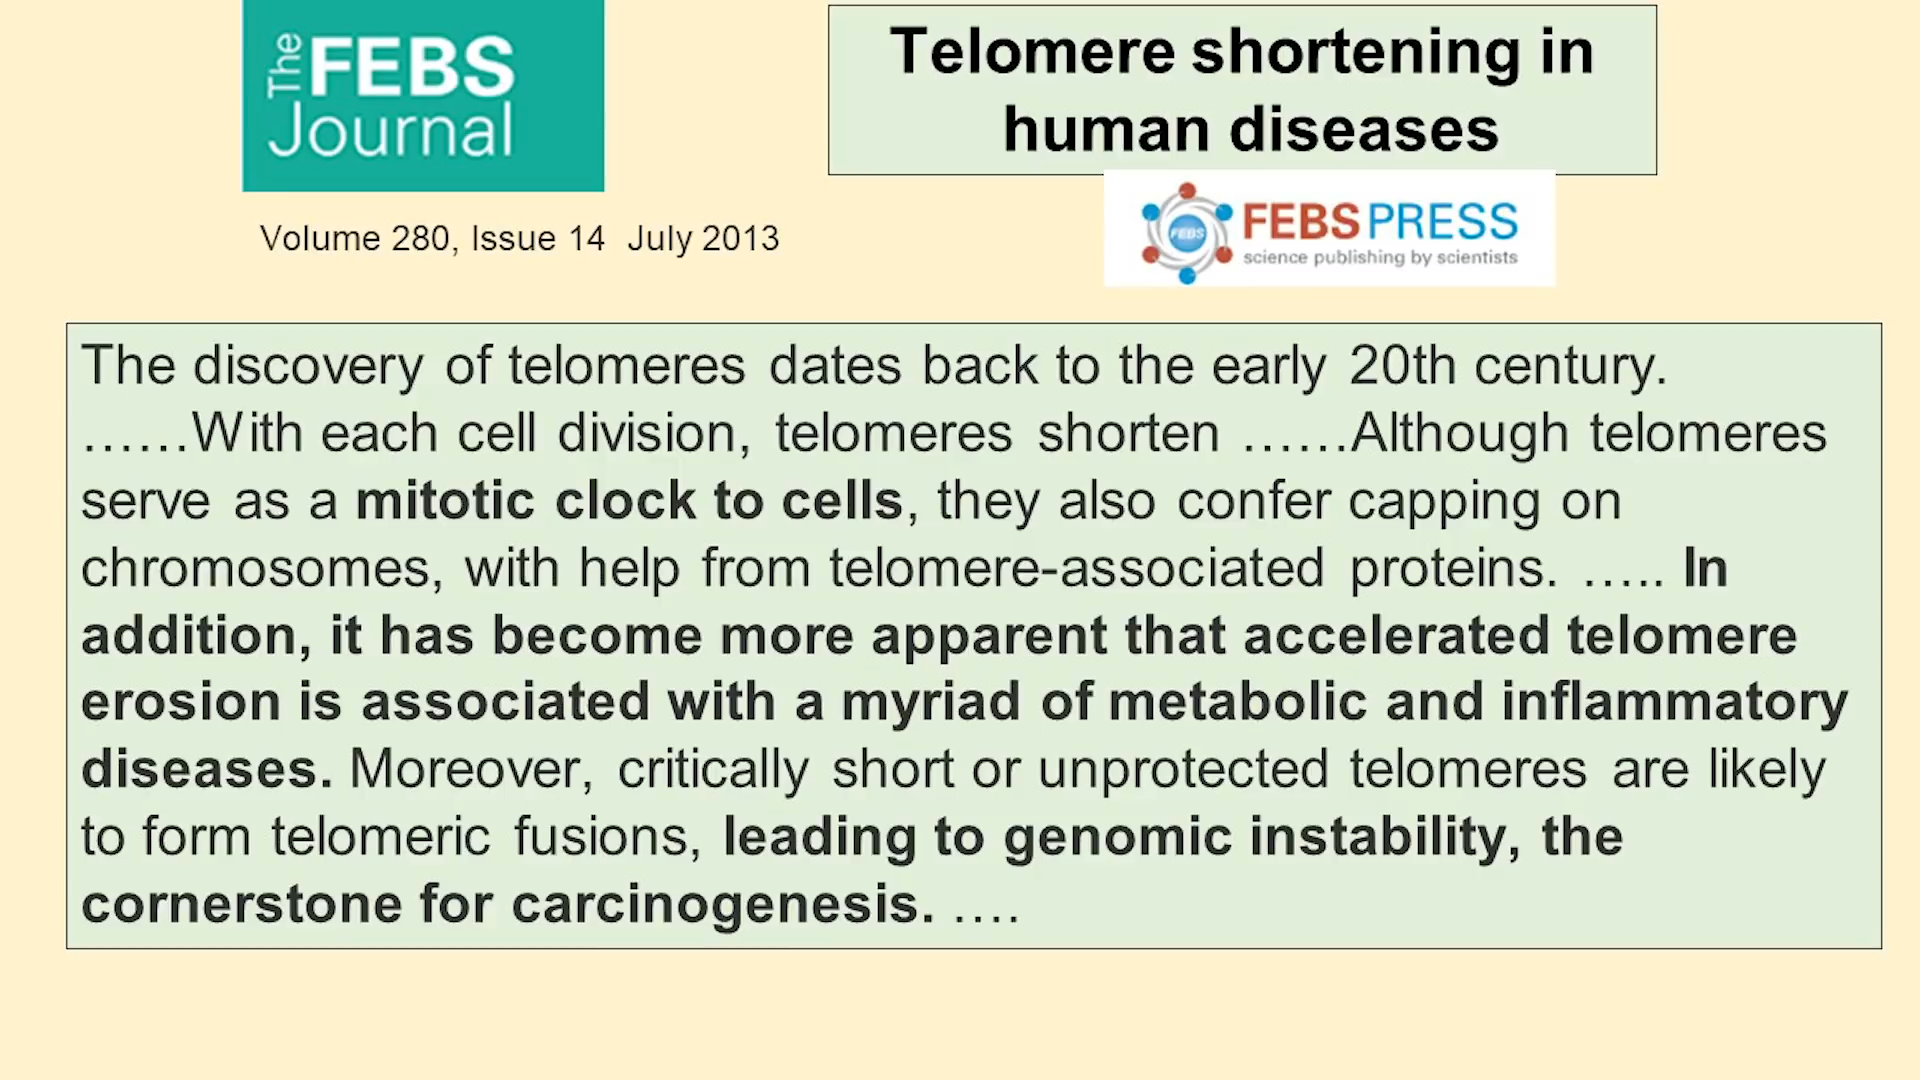 The FEBS
Journal
Telomere shortening in
human diseases
Volume 280, Issue 14 July 2013
FEBS
FEBS PRESS
science publishing by scientists
The discovery of telomeres dates back to the early 20th century.
……With each cell division, telomeres shorten ……Although telomeres
serve as a mitotic clock to cells, they also confer capping on
chromosomes, with help from telomere-associated proteins. ….. In
addition, it has become more apparent that accelerated telomere
erosion is associated with a myriad of metabolic and inflammatory
diseases. Moreover, critically short or unprotected telomeres are likely
to form telomeric fusions, leading to genomic instability, the
cornerstone for carcinogenesis. ….